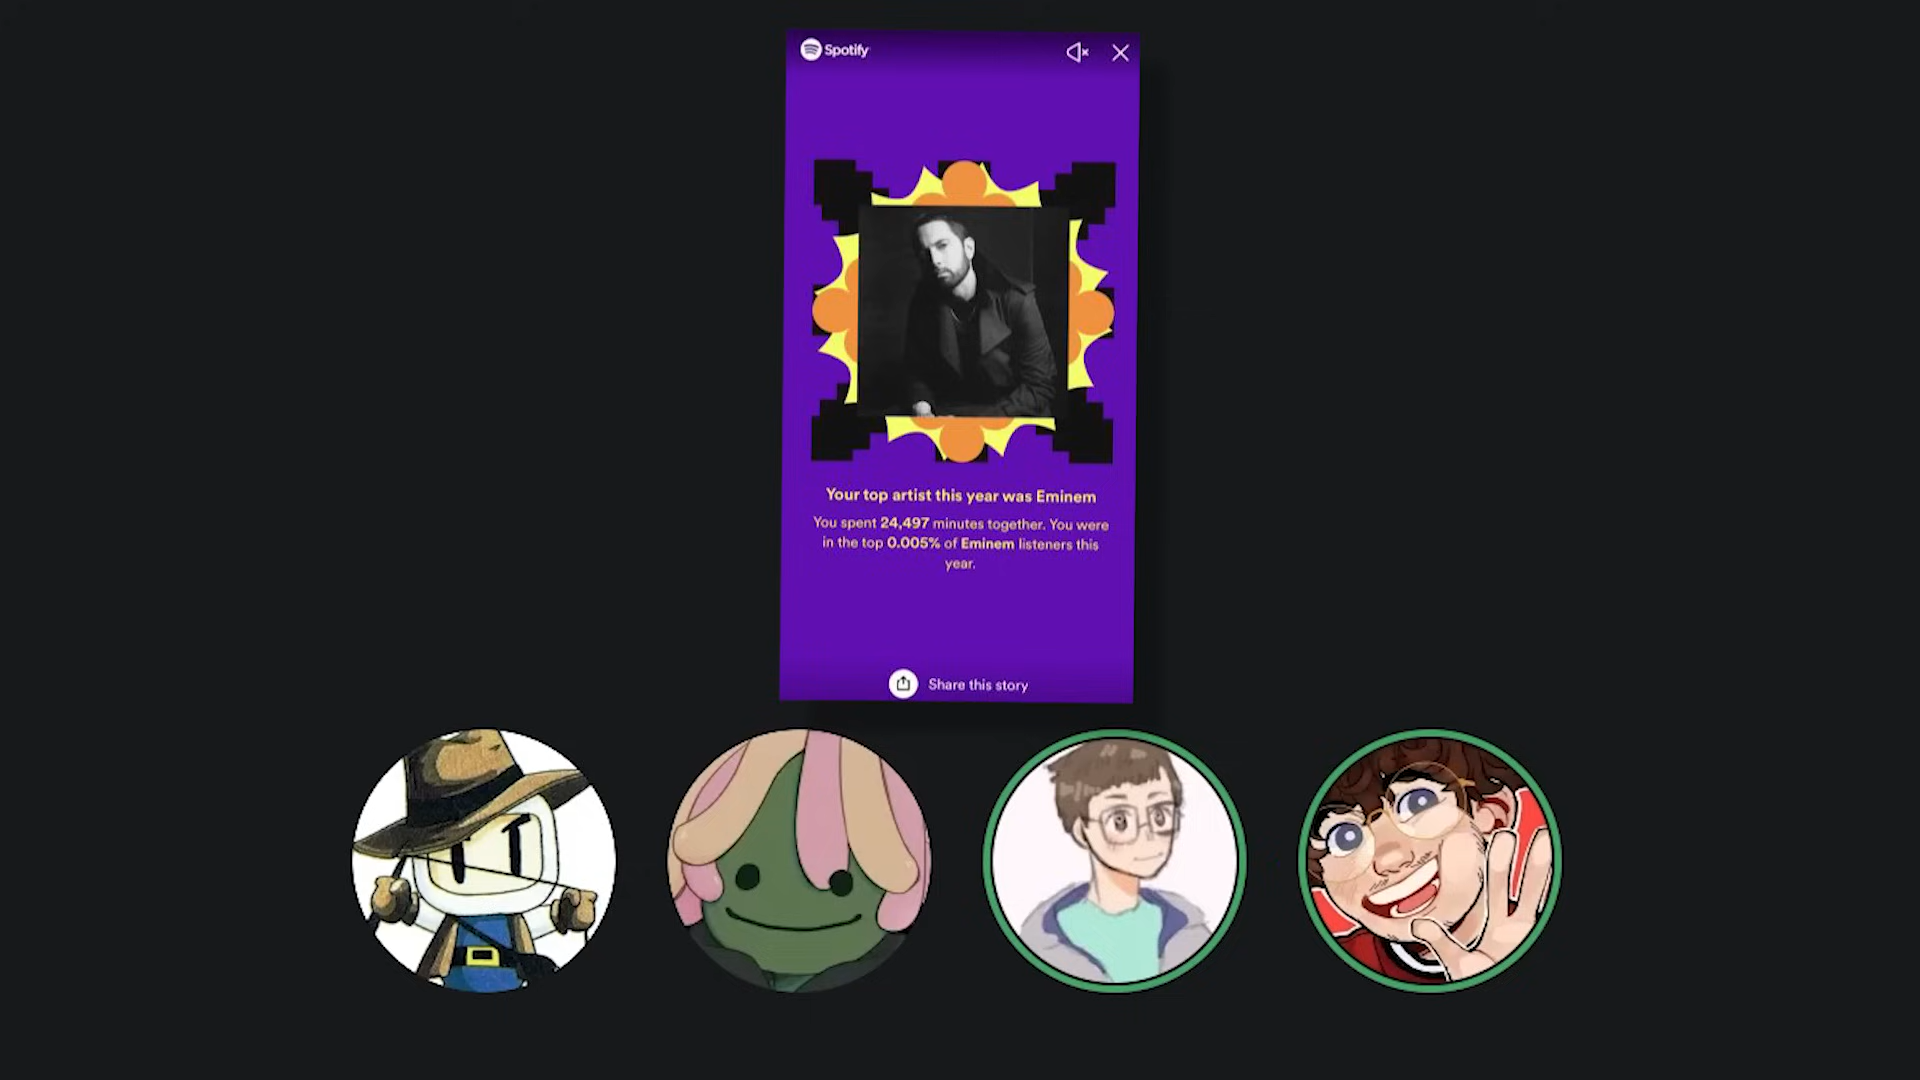 Spotify
Your top artist this year was Eminem
You spent 24,497 minutes together. You were
in the top 0.005% of Eminem listeners this
year.
Share this story